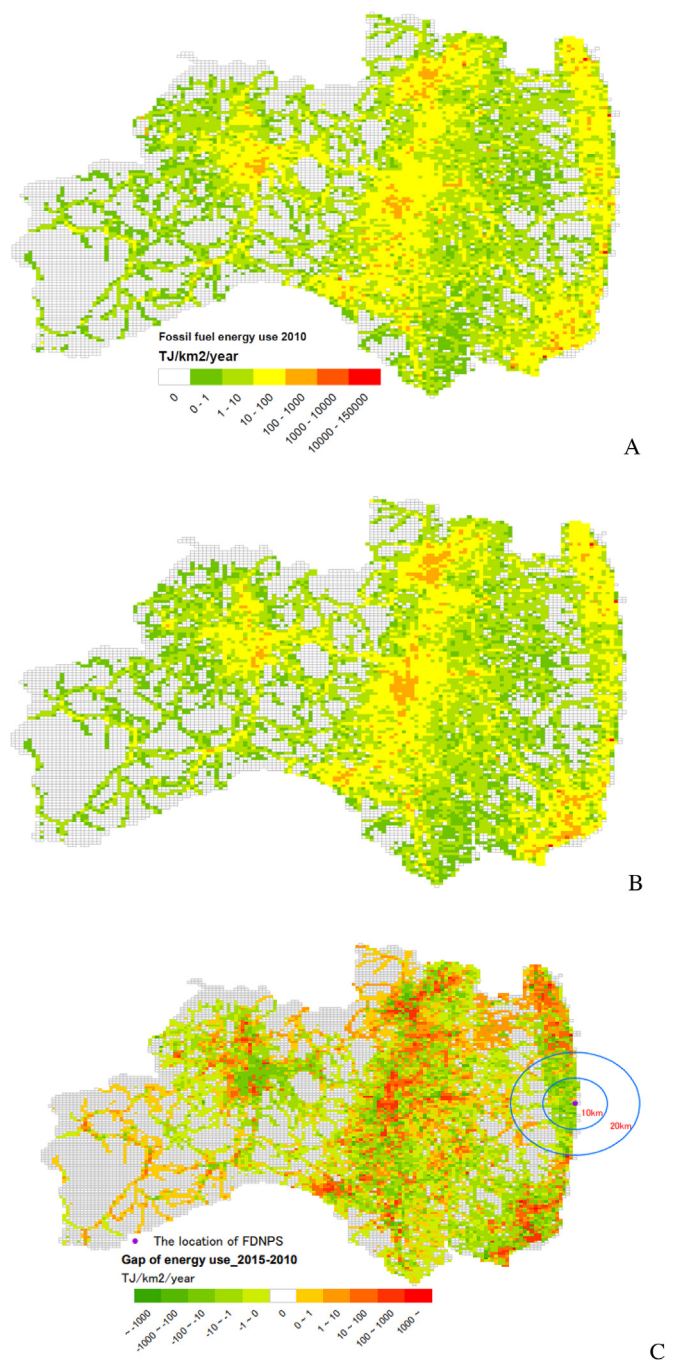 Fossil fuel energy use 2010
TJ/km2/year
0
0 - 1
1 - 10
10 - 100
100 - 1000
1000 - 10000
10000 - 150000
A
B
10km
20km
The location of FDNPS
Gap of energy use_2015-2010
TJ/km2/year
~ -1000
-1000 ~ -100
-100 ~ -10
-10 ~ -1
-1 ~ 0
0
0 ~ 1
1 ~ 10
10 ~ 100
100 ~ 1000
1000 ~
C